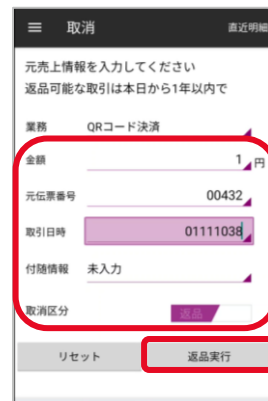 取消
直近明細
元売上情報を入力してください
返品可能な取引は本日から1年以内で
業務 QRコード決済
金額 1 円
元伝票番号 00432
取引日時 01111038
付随情報 未入力
取消区分 返品
リセット 返品実行